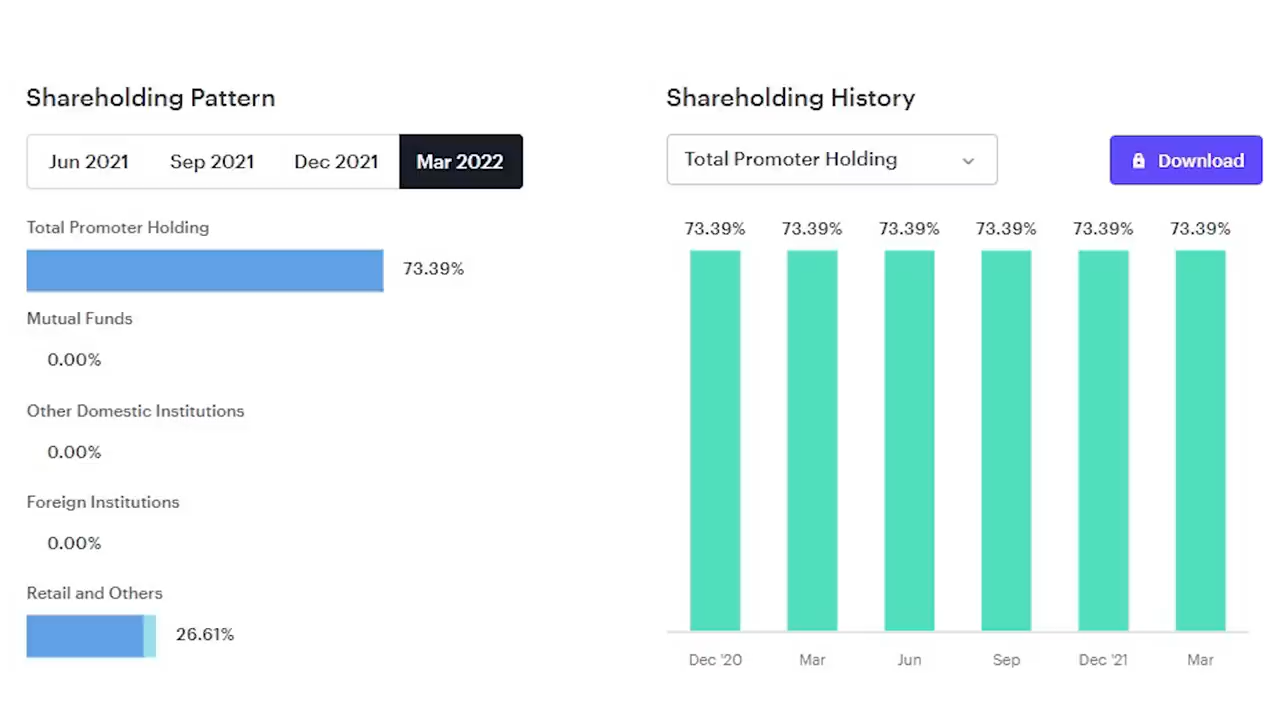 Shareholding Pattern
Jun 2021 Sep 2021 Dec 2021 Mar 2022
Total Promoter Holding
73.39%
Mutual Funds
0.00%
Other Domestic Institutions
0.00%
Foreign Institutions
0.00%
Retail and Others
26.61%
Shareholding History
Total Promoter Holding
Download
73.39% 73.39% 73.39% 73.39% 73.39% 73.39%
Dec '20 Mar Jun Sep Dec '21 Mar